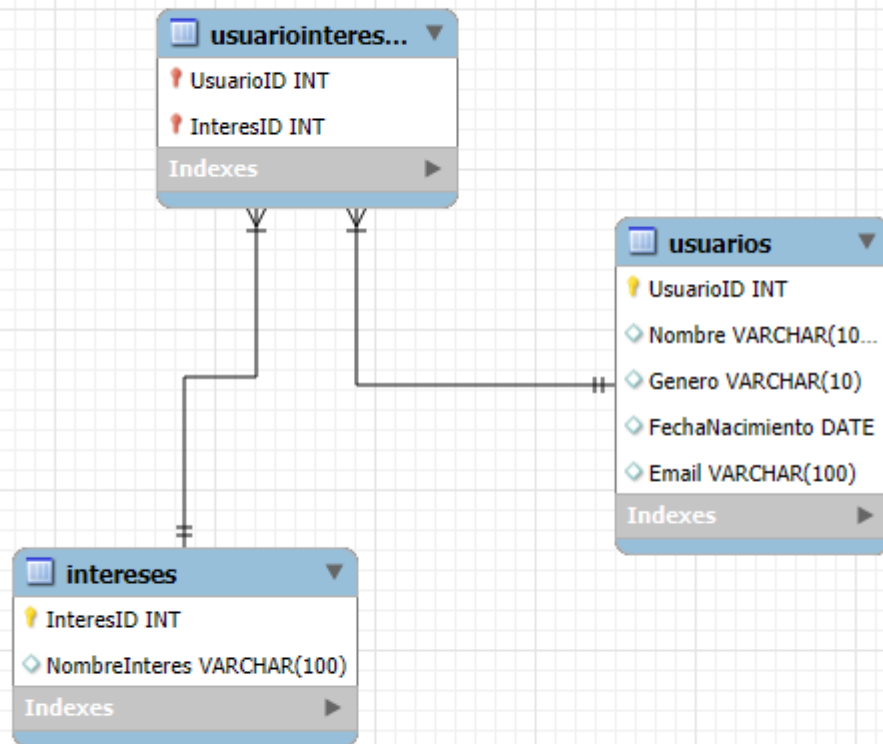 usuariointeres...
UsuarioID INT
InteresID INT
Indexes
usuarios
UsuarioID INT
Nombre VARCHAR(10...
Genero VARCHAR(10)
FechaNacimiento DATE
Email VARCHAR(100)
Indexes
intereses
InteresID INT
NombreInteres VARCHAR(100)
Indexes